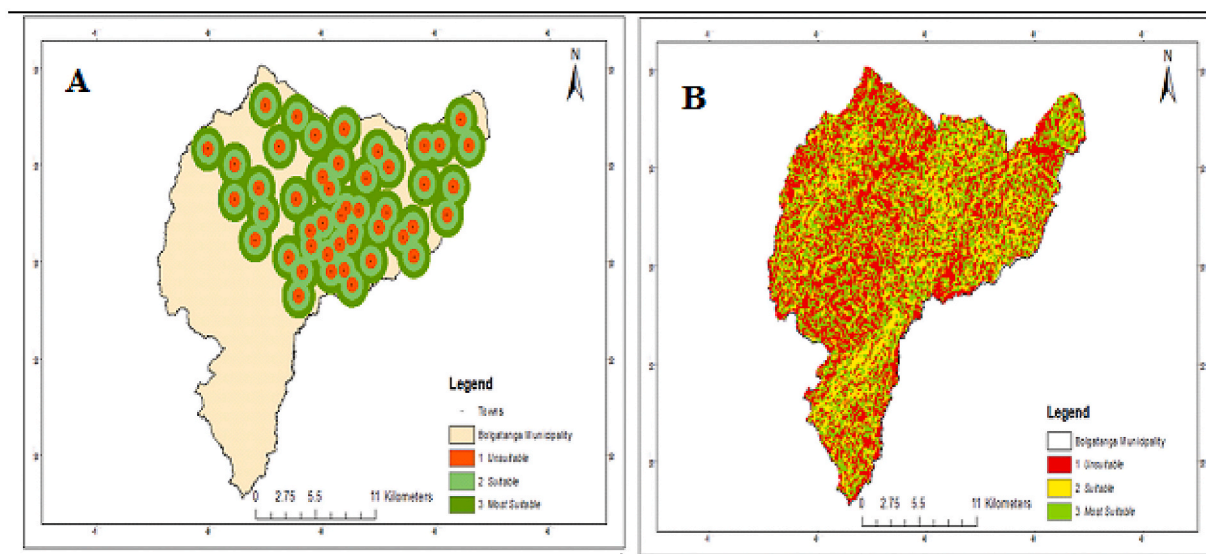 A
N
Legend
Towns
Bolgatanga Municipality
1 Unsuitable
2 Suitable
3 Most Suitable
0 2.75 5.5 11 Kilometers
B
N
Legend
Bolgatanga Municipality
1 Unsuitable
2 Suitable
3 Most Suitable
0 2.75 5.5 11 Kilometers